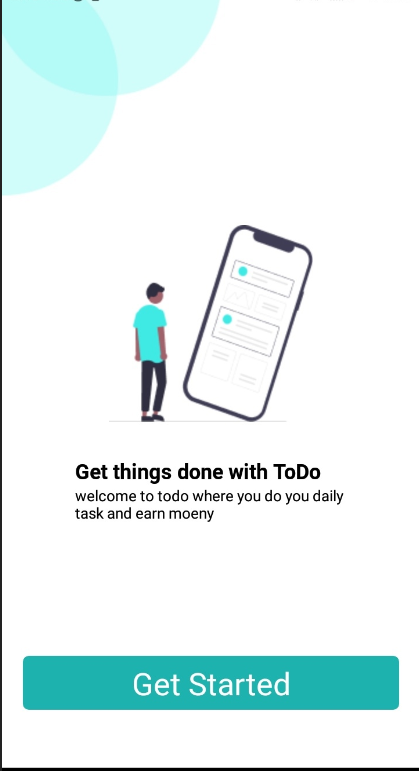 Get things done with ToDo
welcome to todo where you do you daily
task and earn moeny
Get Started